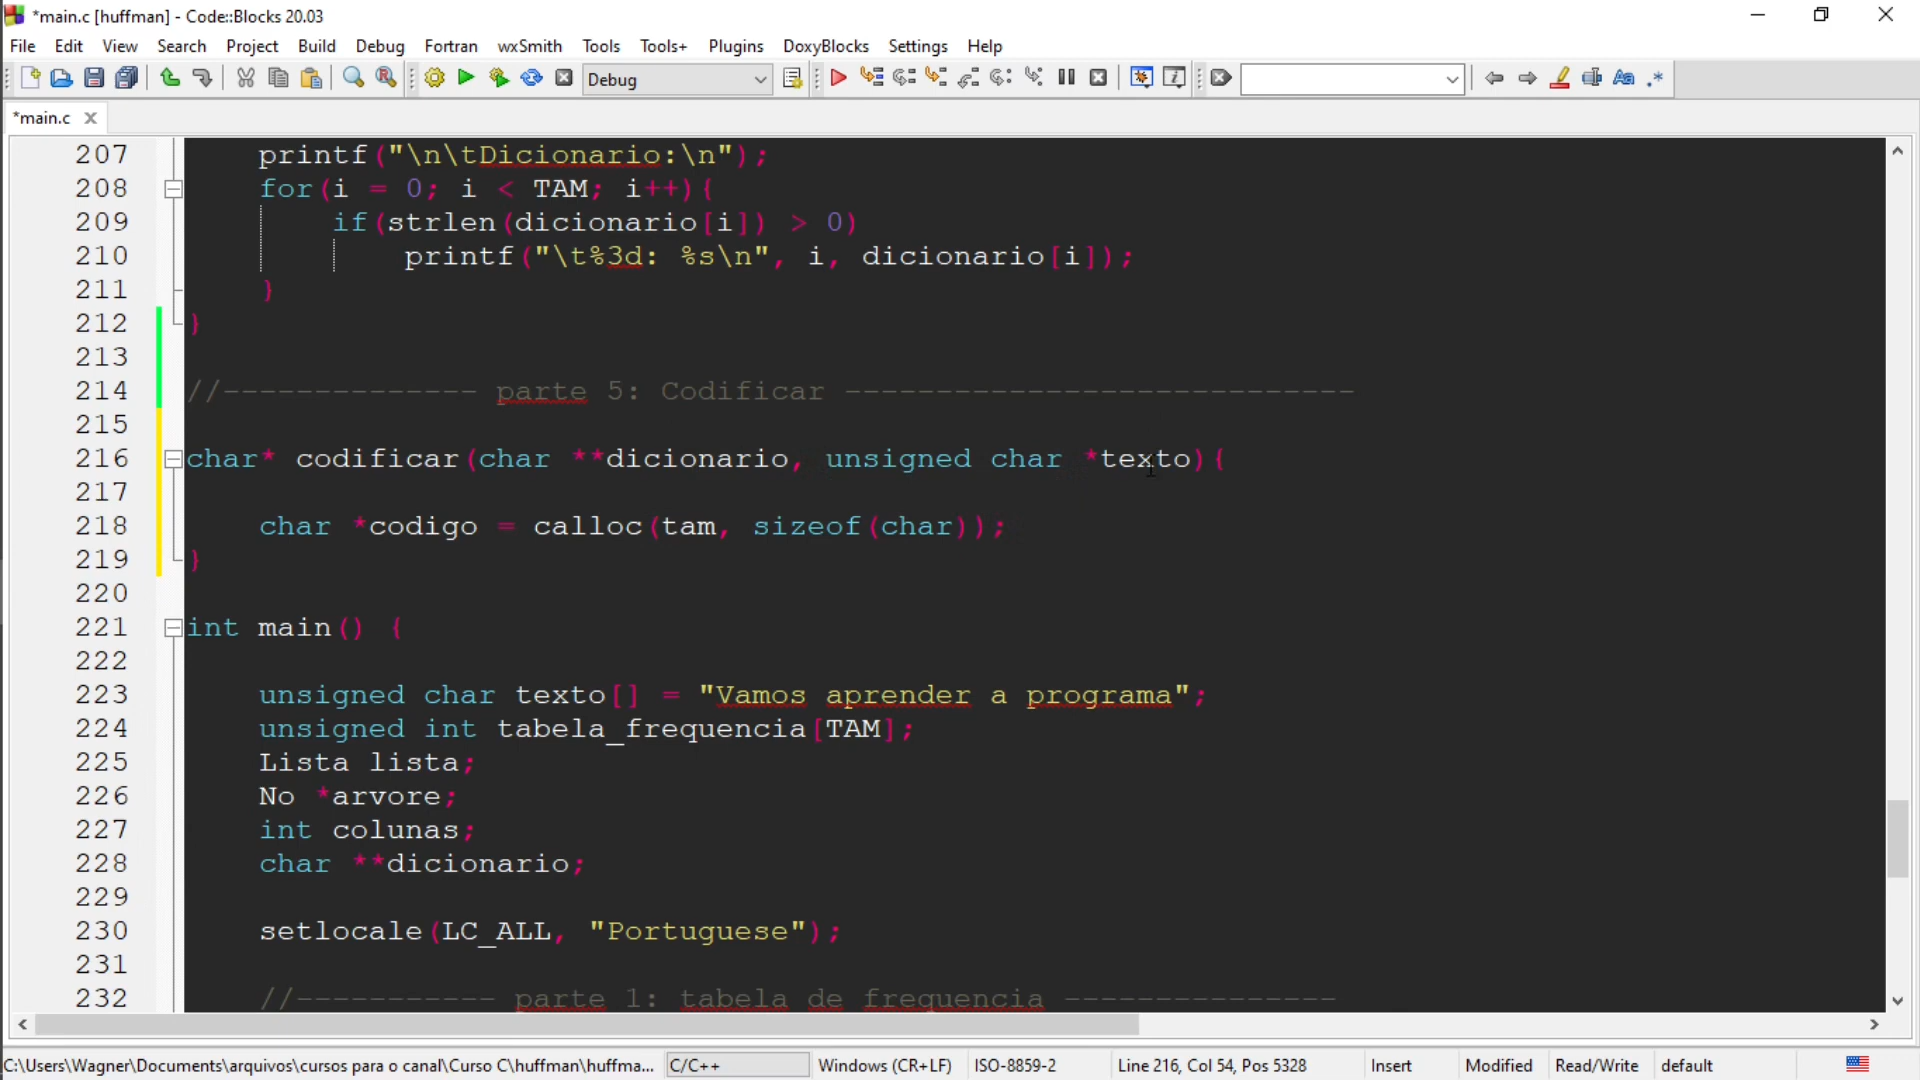 *main.c [huffman] - Code::Blocks 20.03
File Edit View Search Project Build Debug Fortran wxSmith Tools Tools+ Plugins DoxyBlocks Settings Help
Debug
*main.c
207 printf("\n\tDicionario:\n");
208 for(i = 0; i < TAM; i++){
209 if(strlen(dicionario[i]) > 0)
210 printf("\t%3d: %s\n", i, dicionario[i]);
211 }
212 }
213
214 //-------------- parte 5: Codificar ----------------------------
215
216 char* codificar(char **dicionario, unsigned char *texto){
217
218 char *codigo = calloc(tam, sizeof(char));
219 }
220
221 int main() {
222
223 unsigned char texto[] = "Vamos aprender a programa";
224 unsigned int tabela_frequencia[TAM];
225 Lista lista;
226 No *arvore;
227 int colunas;
228 char **dicionario;
229
230 setlocale(LC_ALL, "Portuguese");
231
232 //----------- parte 1: tabela de frequencia ---------------
C:\Users\Wagner\Documents\arquivos\cursos para o canal\Curso C\huffman\huffma... C/C++ Windows (CR+LF) ISO-8859-2 Line 216, Col 54, Pos 5328 Insert Modified Read/Write default